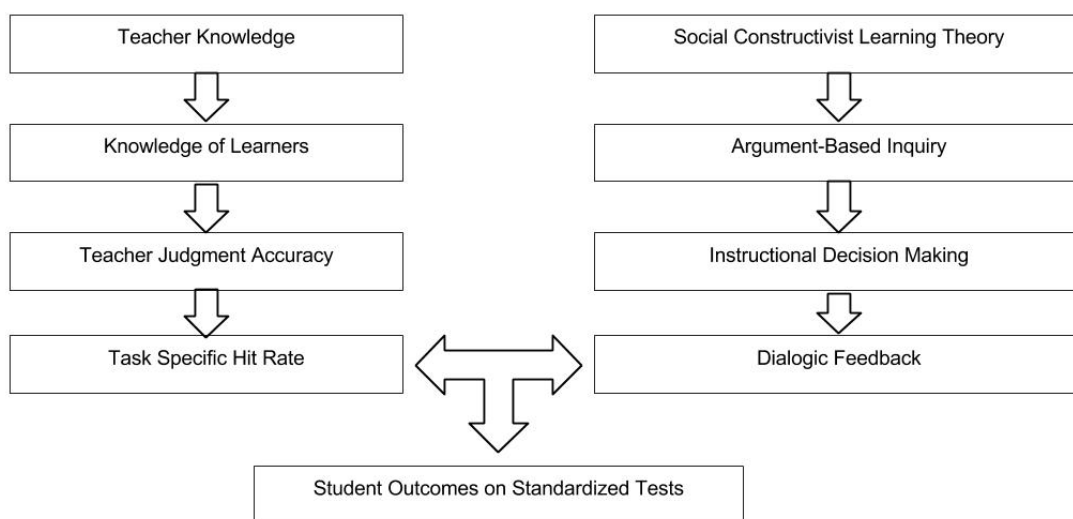 Teacher Knowledge
Social Constructivist Learning Theory
Knowledge of Learners
Argument-Based Inquiry
Teacher Judgment Accuracy
Instructional Decision Making
Task Specific Hit Rate
Dialogic Feedback
Student Outcomes on Standardized Tests